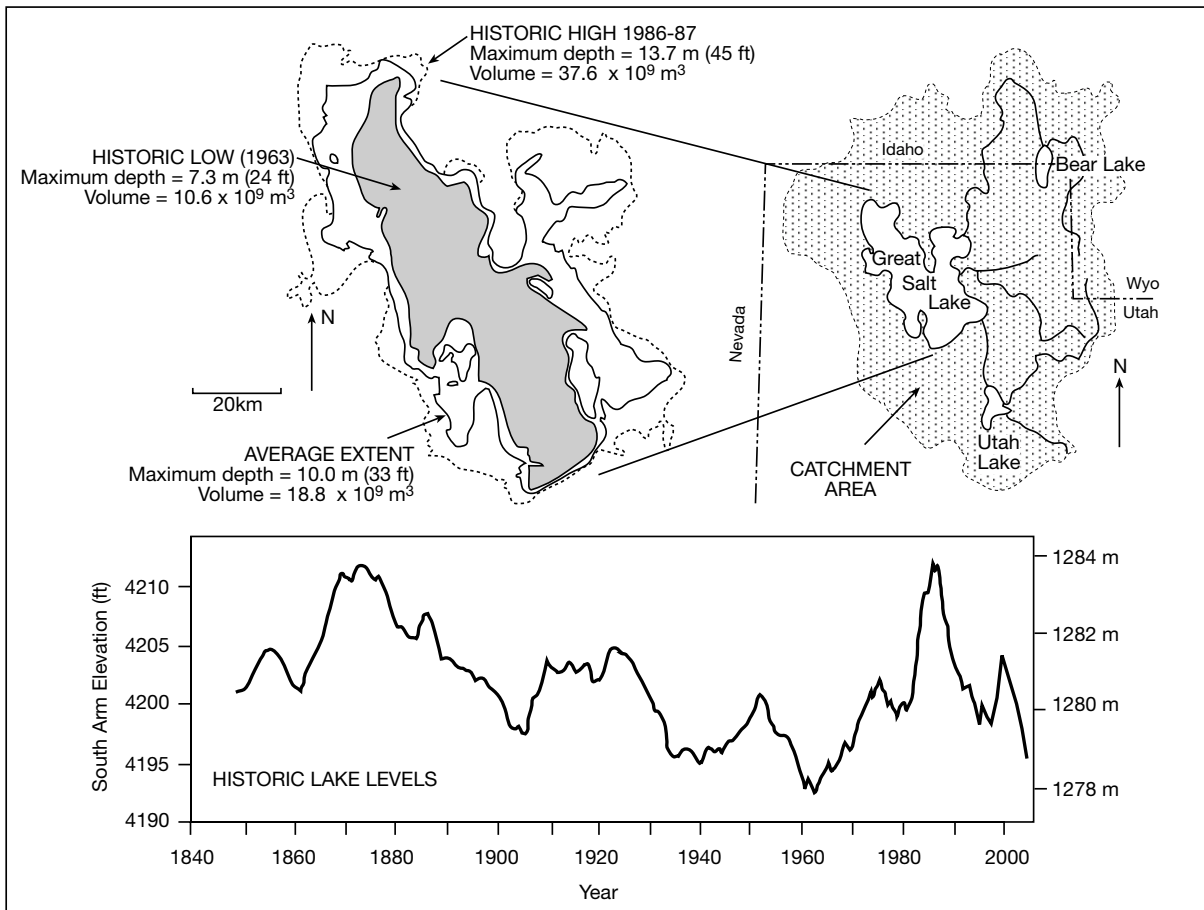 HISTORIC HIGH 1986-87
Maximum depth = 13.7 m (45 ft)
Volume = 37.6 x 10⁹ m³
HISTORIC LOW (1963)
Maximum depth = 7.3 m (24 ft)
Volume = 10.6 x 10⁹ m³
N
20km
AVERAGE EXTENT
Maximum depth = 10.0 m (33 ft)
Volume = 18.8 x 10⁹ m³
Idaho
Bear Lake
Great
Salt
Lake
Wyo
Utah
Nevada
N
Utah
Lake
CATCHMENT
AREA
South Arm Elevation (ft)
4210
4205
4200
4195
4190
1284 m
1282 m
1280 m
1278 m
HISTORIC LAKE LEVELS
1840 1860 1880 1900 1920 1940 1960 1980 2000
Year